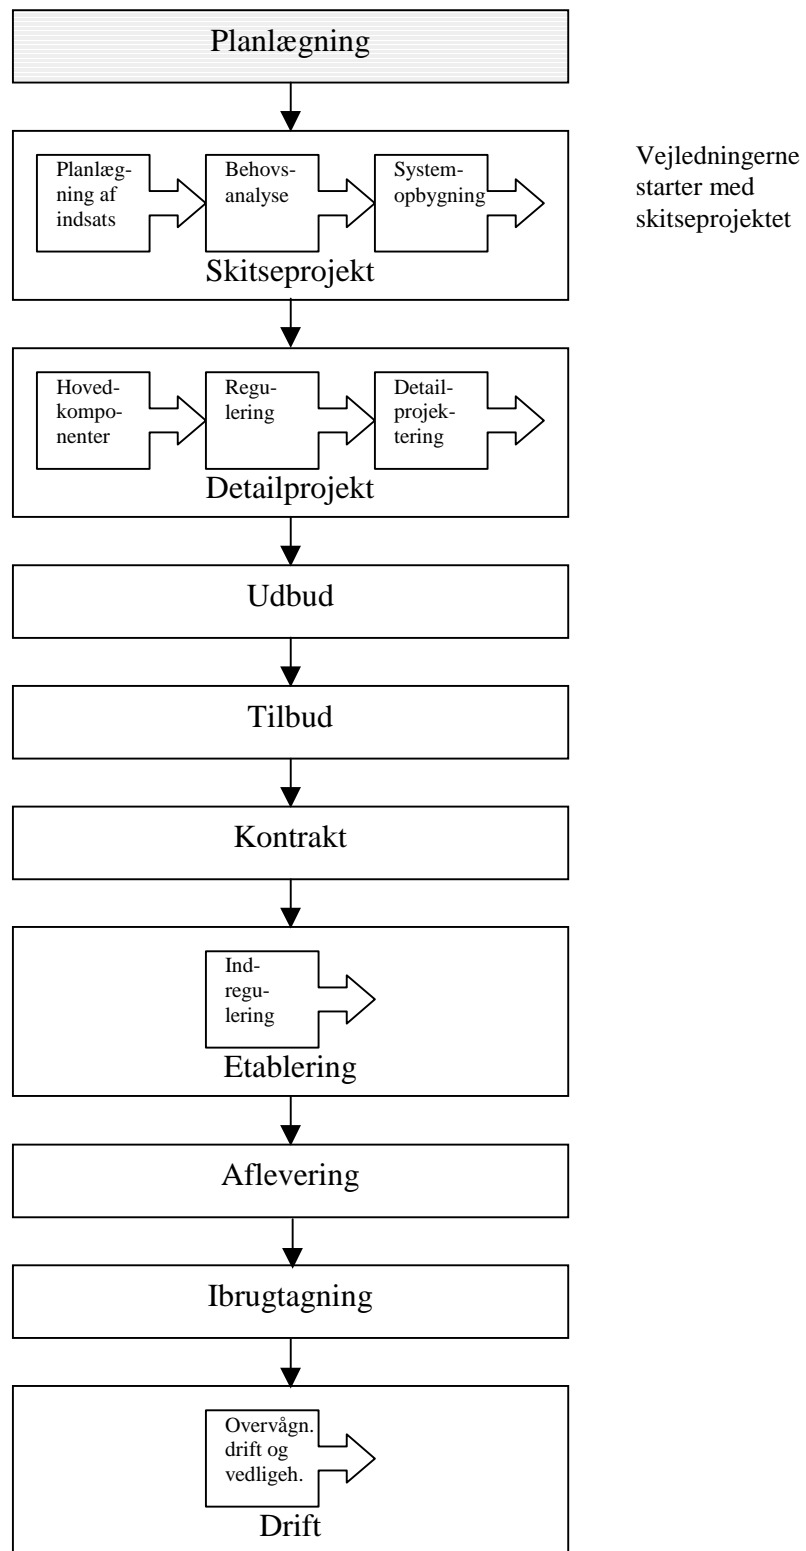 Planlægning
Planlæg-
ning af
indsats
Behovs-
analyse
System-
opbygning
Skitseprojekt
Vejledningerne
starter med
skitseprojektet
Hoved-
kompo-
nenter
Regu-
lering
Detail-
projek-
tering
Detailprojekt
Udbud
Tilbud
Kontrakt
Ind-
regu-
lering
Etablering
Aflevering
Ibrugtagning
Overvågn.
drift og
vedligeh.
Drift